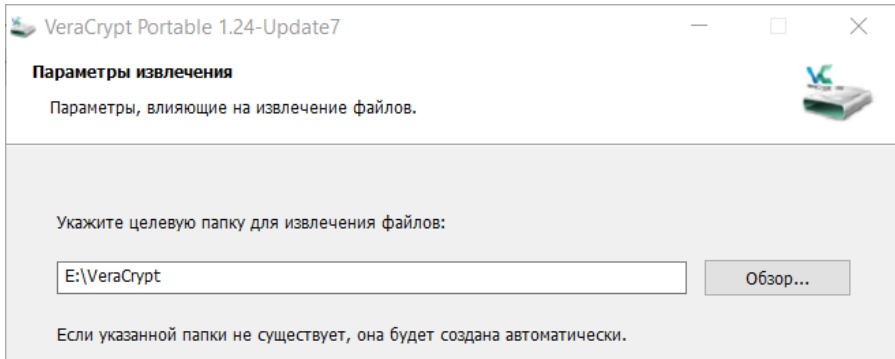 VeraCrypt Portable 1.24-Update7
Параметры извлечения
Параметры, влияющие на извлечение файлов.
Укажите целевую папку для извлечения файлов:
E:\VeraCrypt
Обзор...
Если указанной папки не существует, она будет создана автоматически.